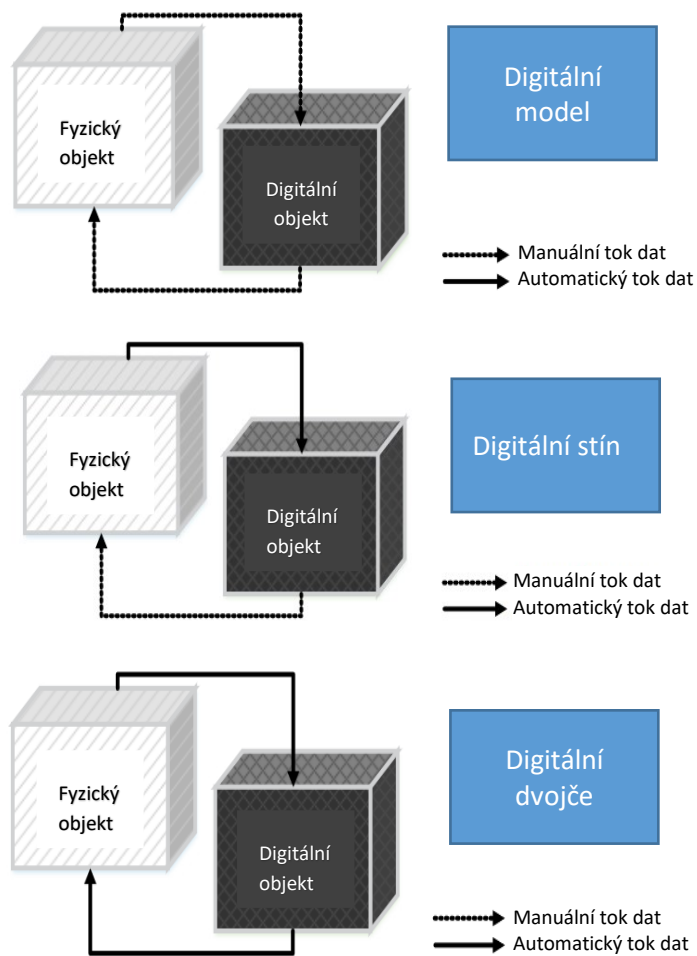 Fyzický
objekt
Digitální
objekt
Digitální
model
Manuální tok dat
Automatický tok dat
Fyzický
objekt
Digitální
objekt
Digitální stín
Manuální tok dat
Automatický tok dat
Fyzický
objekt
Digitální
objekt
Digitální
dvojče
Manuální tok dat
Automatický tok dat